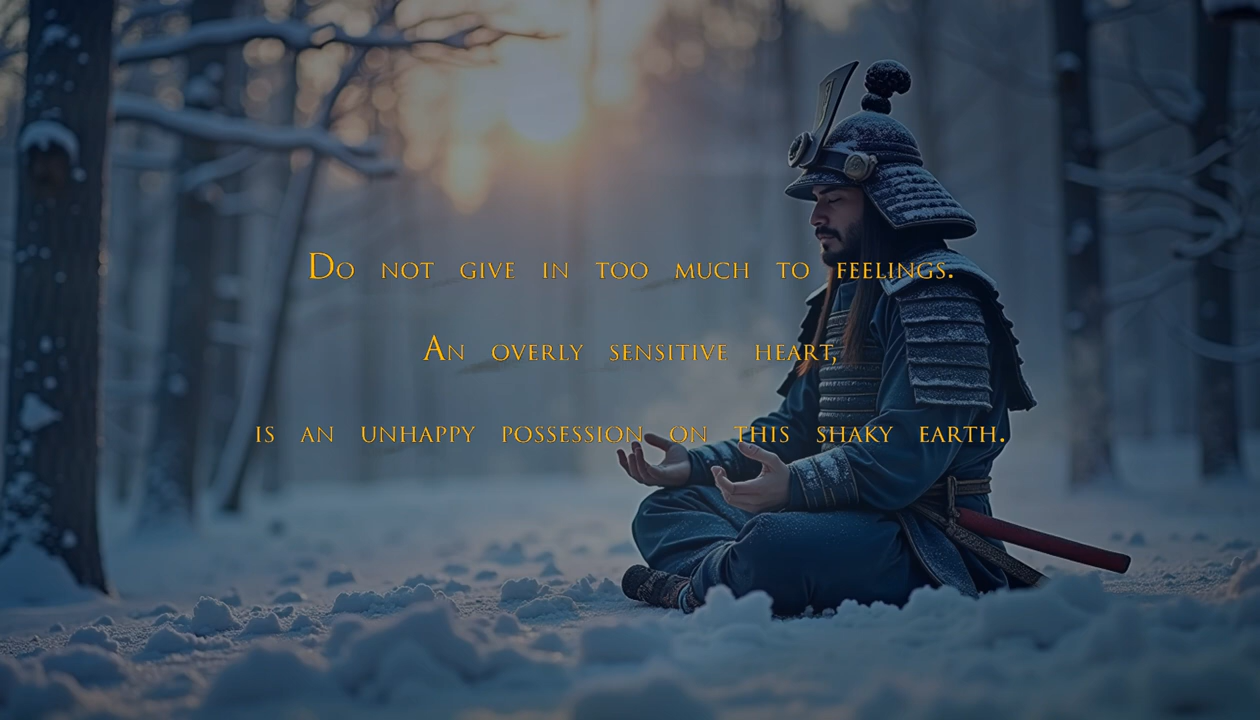 Do not give in too much to feelings.
An overly sensitive heart,
is an unhappy possession on this shaky earth.